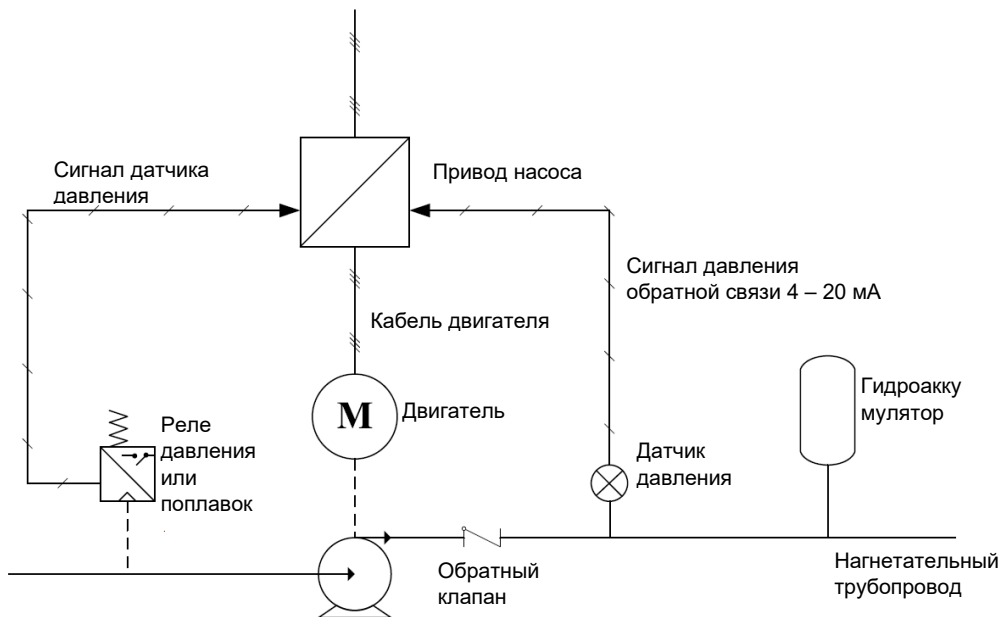 Сигнал датчика
давления
Привод насоса
Сигнал давления
обратной связи 4 – 20 мА
Кабель двигателя
Гидроакку
мулятор
М
Двигатель
Реле
давления
или
поплавок
Датчик
давления
Обратный
клапан
Нагнетательный
трубопровод